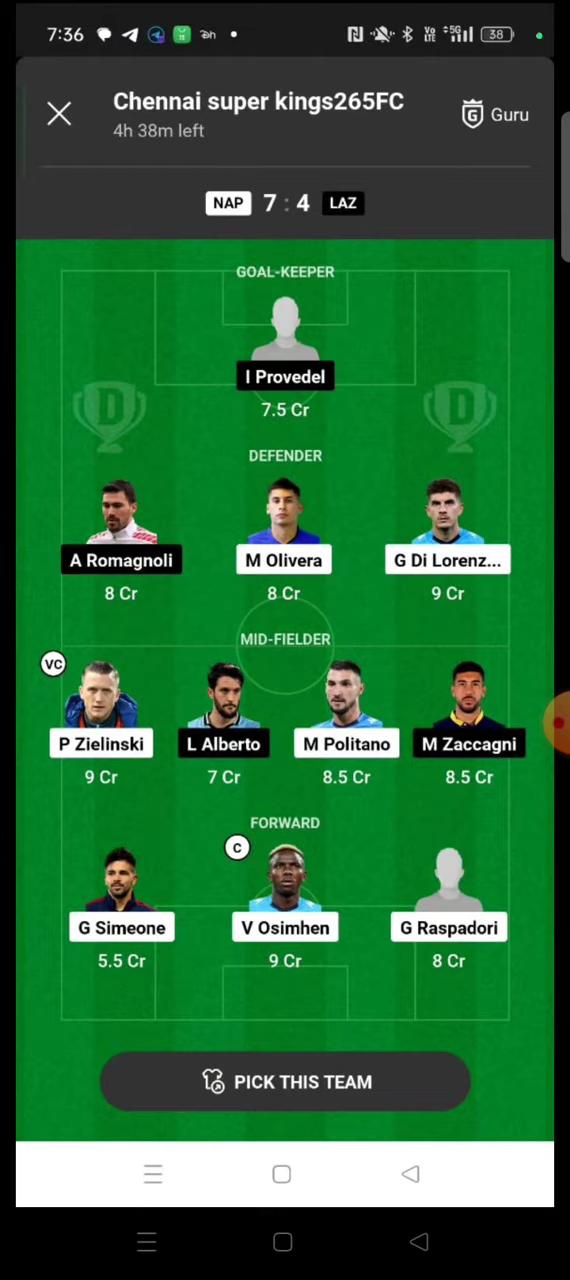 7:36
Vo LTE
5G
38
Chennai super kings265FC
4h 38m left
G Guru
NAP 7 : 4 LAZ
GOAL-KEEPER
I Provedel
7.5 Cr
D D
DEFENDER
A Romagnoli M Olivera G Di Lorenz...
8 Cr 8 Cr 9 Cr
MID-FIELDER
VC
P Zielinski L Alberto M Politano M Zaccagni
9 Cr 7 Cr 8.5 Cr 8.5 Cr
FORWARD
C
G Simeone V Osimhen G Raspadori
5.5 Cr 9 Cr 8 Cr
PICK THIS TEAM